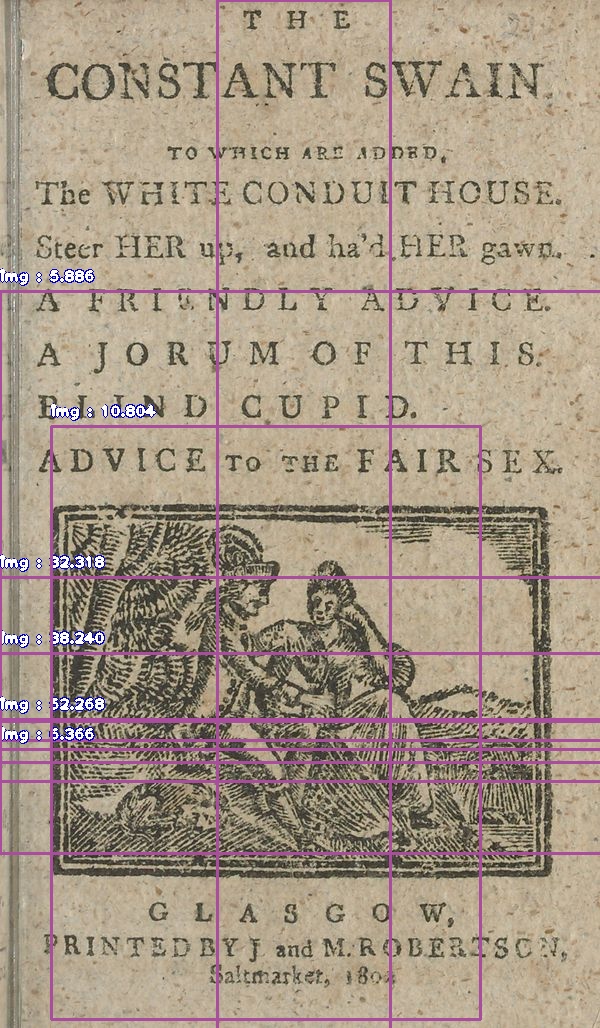 THE
CONSTANT SWAIN.
TO WHICH ARE ADDED,
The WHITE CONDUIT HOUSE.
Steer HER up, and ha'd HER gawn.
A FRIENDLY ADVICE.
A JORUM OF THIS.
BLIND CUPID.
ADVICE TO THE FAIR SEX.
Img : 5.886
Img : 10.804
Img : 32.318
Img : 38.240
Img : 52.268
Img : 5.366
GLASGOW,
PRINTED BY J. and M. ROBERTSON,
Saltmarket,